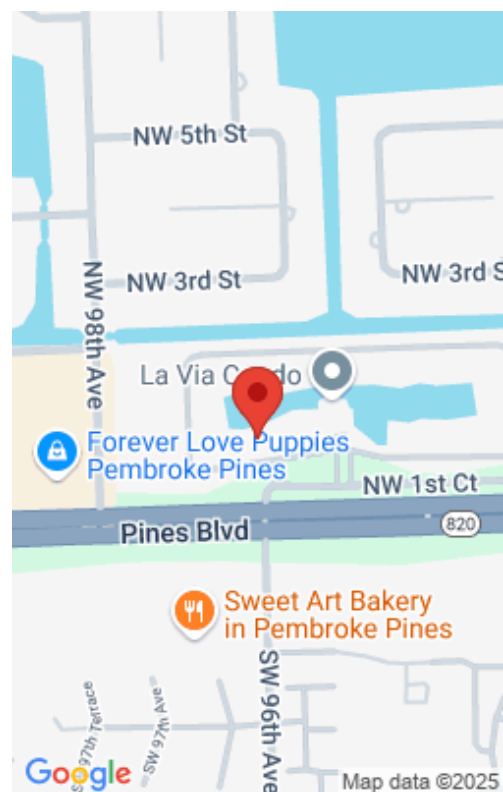 NW 5th St
NW 98th Ave
NW 3rd St
NW 3rd S
La Via Co do
Forever Love Puppies
Pembroke Pines
NW 1st Ct
820
Pines Blvd
Sweet Art Bakery
in Pembroke Pines
SW 96th Ave
97th Terrace
SW 97th Ave
Google
Map data ©2025